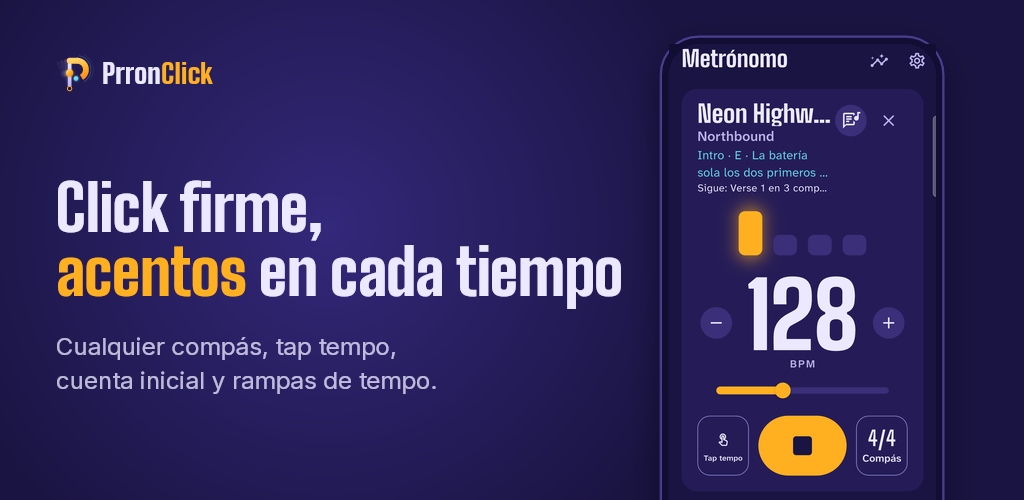 PrronClick
Click firme,
acentos en cada tiempo
Cualquier compás, tap tempo,
cuenta inicial y rampas de tempo.
Metrónomo
Neon Highw...
Northbound
Intro · E · La batería
sola los dos primeros ...
Sigue: Verse 1 en 3 comp...
128
BPM
Tap tempo
4/4
Compás